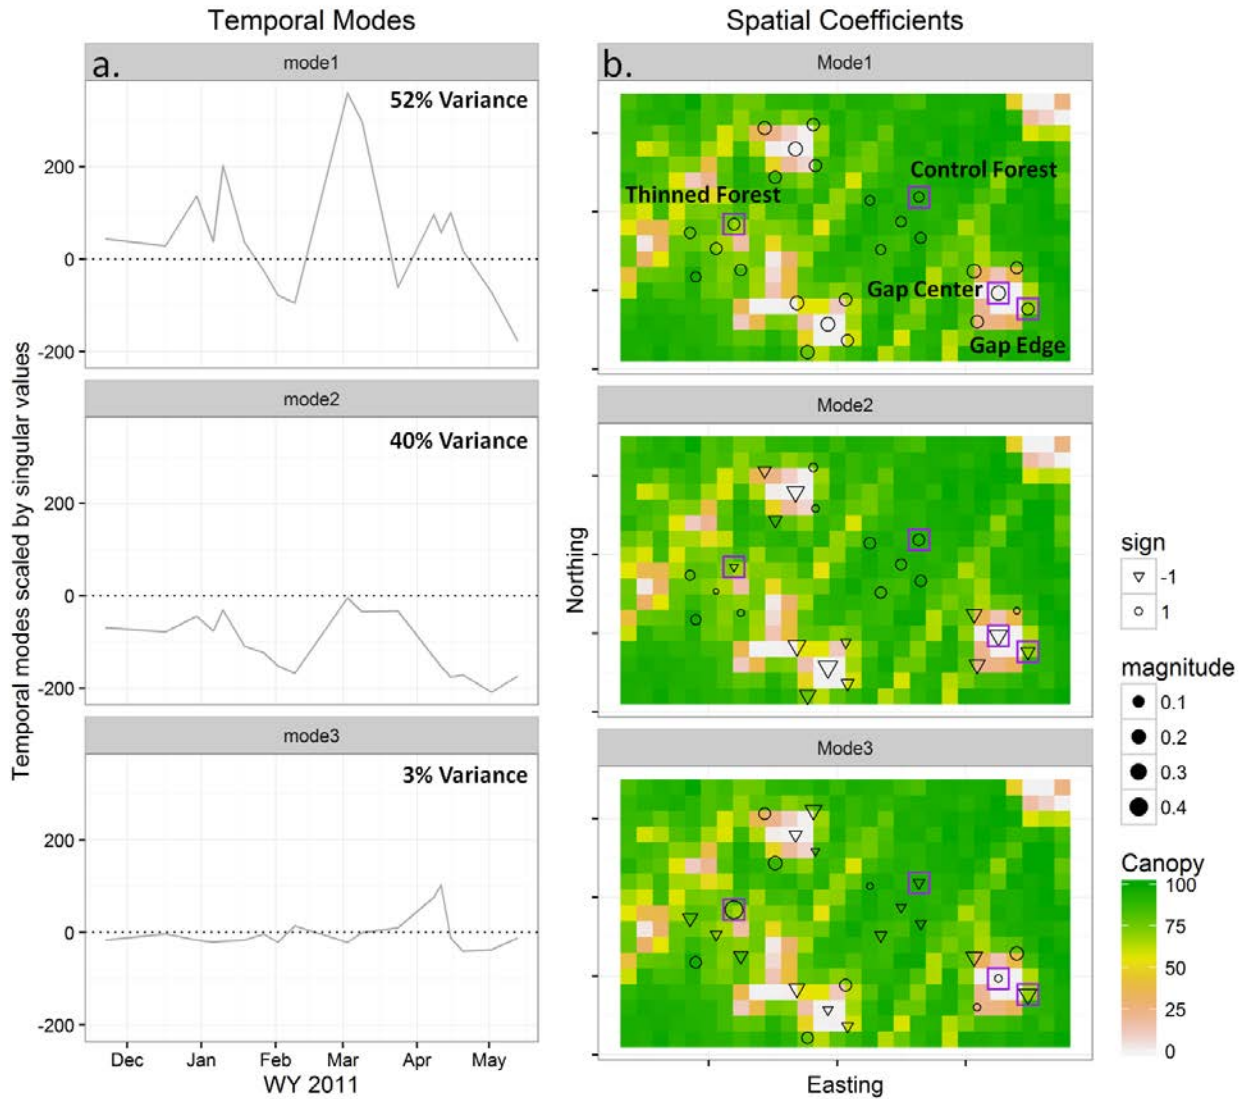 Temporal Modes
Spatial Coefficients
a.
mode1
52% Variance
200
0
-200
mode2
40% Variance
200
0
-200
mode3
3% Variance
200
0
-200
Dec Jan Feb Mar Apr May
WY 2011
Temporal modes scaled by singular values
b.
Mode1
Control Forest
Thinned Forest
Gap Center
Gap Edge
Mode2
Mode3
Northing
Easting
sign
-1
1
magnitude
0.1
0.2
0.3
0.4
Canopy
100
75
50
25
0